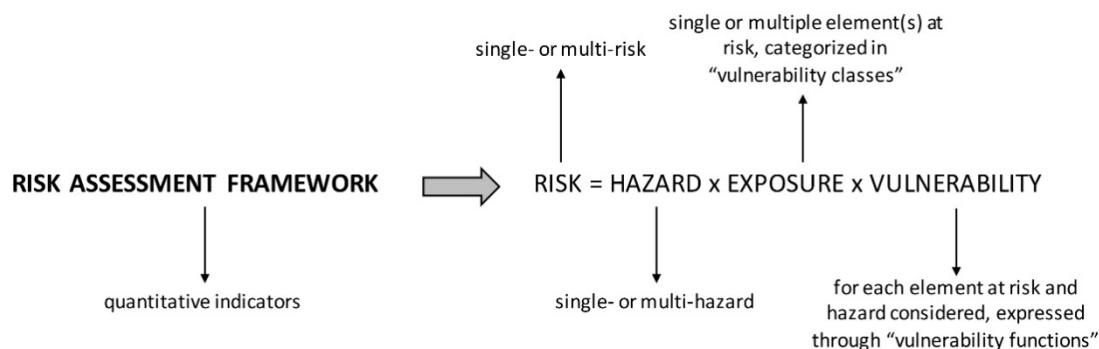 single or multiple element(s) at
risk, categorized in
“vulnerability classes”
single- or multi-risk
RISK ASSESSMENT FRAMEWORK
RISK = HAZARD x EXPOSURE x VULNERABILITY
quantitative indicators
single- or multi-hazard
for each element at risk and
hazard considered, expressed
through “vulnerability functions”